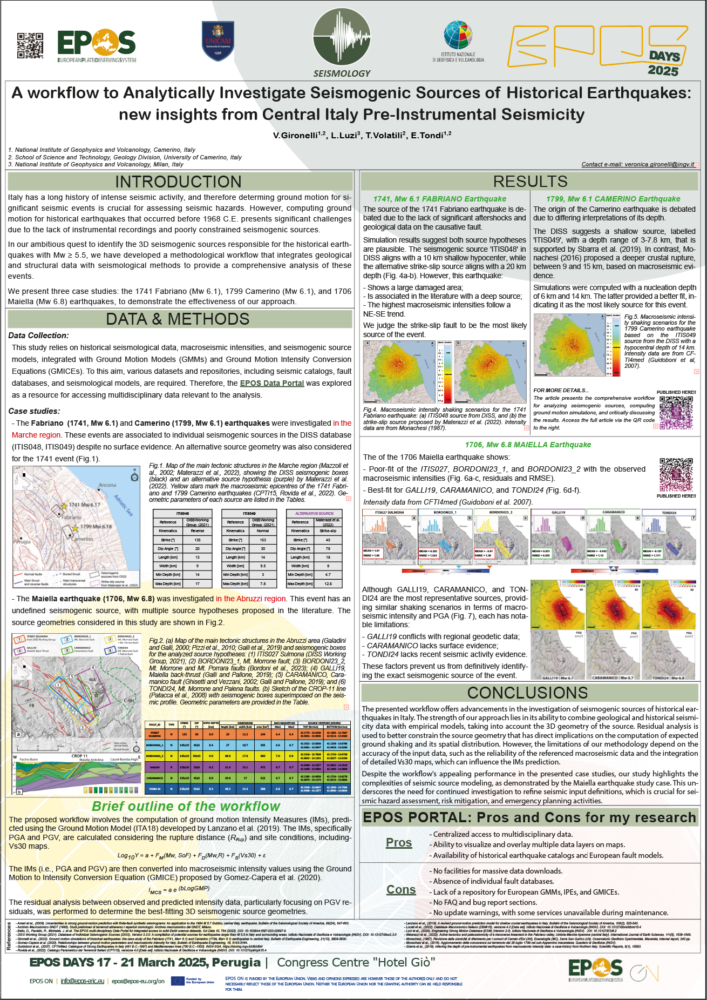 EPOS
EUROPEAN PLATE OBSERVING SYSTEM
UNICAM
Università di Camerino
1336
SEISMOLOGY
ISTITUTO NAZIONALE
DI GEOFISICA E VULCANOLOGIA
EPOS
DAYS
2025
A workflow to Analytically Investigate Seismogenic Sources of Historical Earthquakes:
new insights from Central Italy Pre-Instrumental Seismicity
V.Gironelli1,2, L.Luzi3, T.Volatili2, E.Tondi1,2
1. National Institute of Geophysics and Volcanology, Camerino, Italy
2. School of Science and Technology, Geology Division, University of Camerino, Italy
3. National Institute of Geophysics and Volcanology, Milan, Italy
Contact e-mail: veronica.gironelli@ingv.it
INTRODUCTION
Italy has a long history of intense seismic activity, and therefore determing ground motion for si-
gnificant seismic events is crucial for assessing seismic hazards. However, computing ground
motion for historical earthquakes that occurred before 1968 C.E. presents significant challenges
due to the lack of instrumental recordings and poorly constrained seismogenic sources.
In our ambitious quest to identify the 3D seismogenic sources responsible for the historical earth-
quakes with Mw ≥ 5.5, we have developed a methodological workflow that integrates geological
and structural data with seismological methods to provide a comprehensive analysis of these
events.
We present three case studies: the 1741 Fabriano (Mw 6.1), 1799 Camerino (Mw 6.1), and 1706
Maiella (Mw 6.8) earthquakes, to demonstrate the effectiveness of our approach.
DATA & METHODS
Data Collection:
This study relies on historical seismological data, macroseismic intensities, and seismogenic source
models, integrated with Ground Motion Models (GMMs) and Ground Motion Intensity Conversion
Equations (GMICEs). To this aim, various datasets and repositories, including seismic catalogs, fault
databases, and seismological models, are required. Therefore, the EPOS Data Portal was explored
as a resource for accessing multidisciplinary data relevant to the analysis.
Case studies:
- The Fabriano (1741, Mw 6.1) and Camerino (1799, Mw 6.1) earthquakes were investigated in the
Marche region. These events are associated to individual seismogenic sources in the DISS database
(ITIS048, ITIS049) despite no surface evidence. An alternative source geometry was also considered
for the 1741 event (Fig.1).
N
Ancona
Adriatic Sea
1741 Mw 6.17
Fabriano
1799 Mw 6.18
Camerino
Perugia
Normal faults
Main thrust
and reverse faults
Buried thrust
Main transversal
structures
Seismogenic
sources from DISS
Strike-slip source
from Materazzi et al. (2022)
Fig.1. Map of the main tectonic structures in the Marche region (Mazzoli et
al., 2002; Materazzi et al., 2022), showing the DISS seismogenic boxes
(black) and an alternative source hypothesis (purple) by Materazzi et al.
(2022). Yellow stars mark the macroseismic epicentres of the 1741 Fabri-
ano and 1799 Camerino earthquakes (CPTI15, Rovida et al., 2022). Ge-
ometric parameters of each source are listed in the Tables.
ITIS048
Reference DISS Working Group. (2021)
Kinematics Reverse
Strike [°] 135
Dip Angle [°] 20
Length [km] 13
Width [km] 9
Min Depth [km] 14
Max Depth [km] 17
ITIS049
Reference DISS Working Group. (2021)
Kinematics Normal
Strike [°] 153
Dip Angle [°] 30
Length [km] 14
Width [km] 9.5
Min Depth [km] 3
Max Depth [km] 7.8
ALTERNATIVE SOURCE
Reference Materazzi et al. (2022)
Kinematics Strike-slip
Strike [°] 45
Dip Angle [°] 78
Length [km] 18
Width [km] 8
Min Depth [km] 4.7
Max Depth [km] 12.6
- The Maiella earthquake (1706, Mw 6.8) was investigated in the Abruzzi region. This event has an
undefined seismogenic source, with multiple source hypotheses proposed in the literature. The
source geometries considered in this study are shown in Fig.2.
1 ITIS027 SULMONA
from DISS Working Group
2 BORDONI23_1
Mt. Morrone fault
3 BORDONI23_2
Mt. Morrone fault
+ Mt. Porrara fault
4 GALLI19
Maiella Back-Thrust
5 CARAMANICO
Caramanico fault
6 TONDI24
Mt. Morrone fault
+ Palena fault
MA
FB
C-BH
CROP 11
a
CROP 11
W
Fucino Basin
Maiella Anticline
Casoli-Bomba High
E
b
Fig.2. (a) Map of the main tectonic structures in the Abruzzi area (Galadini
and Galli, 2000; Pizzi et al., 2010; Galli et al., 2019) and seismogenic boxes
for the analyzed source hypotheses: (1) ITIS027 Sulmona (DISS Working
Group, 2021); (2) BORDONI23_1, Mt. Morrone fault; (3) BORDONI23_2,
Mt. Morrone and Mt. Porrara faults (Bordoni et al., 2023); (4) GALLI19,
Maiella back-thrust (Galli and Pallone, 2019); (5) CARAMANICO, Cara-
manico fault (Ghisetti and Vezzani, 2002; Galli and Pallone, 2019); and (6)
TONDI24, Mt. Morrone and Palena faults. (b) Sketch of the CROP-11 line
(Patacca et al., 2008) with seismogenic boxes superimposed on the seis-
mic profile. Geometric parameters are provided in the Table.
FAULT_ID TYPE STRIKE [°] DIP [°] HYPO DEPTH [km] DIMENSIONS length [km] width [km] area [km²] MAX MAGNITUDE Mw1 Mw2 SOURCE VERTICES (WGS84) TOP (lat-lon) BOTTOM (lat-lon)
ITIS027 SULMONA N 135 60 8.0 20 12.2 244 6.4 6.4
BORDONI23_1 N 145±10 45±5 8.4 27 18.7 505 6.6 6.7
BORDONI23_2 N 145±10 50±15 9.0 48.8 17.6 860 7.0 6.9
GALLI19 R 155±10 25±5 9.2 31.4 15.1 472 6.7 6.7
CARAMANICO N 155±10 45±5 8.0 30.8 17 522 6.7 6.7
TONDI 24 N 135±10 55±5 8.3 38.5 15.3 588 6.8 6.7
Brief outline of the workflow
The proposed workflow involves the computation of ground motion Intensity Measures (IMs), predi-
cted using the Ground Motion Model (ITA18) developed by Lanzano et al. (2019). The IMs, specifically
PGA and PGV, are calculated considering the rupture distance (RRup) and site conditions, including-
Vs30 maps.
Log10Y = a + FM(Mw, SoF) + FD(Mw,R) + FS(Vs30) + ε
The IMs (i.e., PGA and PGV) are then converted into macroseismic intensity values using the Ground
Motion to Intensity Conversion Equation (GMICE) proposed by Gomez-Capera et al. (2020).
IMCS = a e (bLogGMP)
The residual analysis between observed and predicted intensity data, particularly focusing on PGV re-
siduals, was performed to determine the best-fitting 3D seismogenic source geometries.
RESULTS
1741, Mw 6.1 FABRIANO Earthquake
The source of the 1741 Fabriano earthquake is de-
bated due to the lack of significant aftershocks and
geological data on the causative fault.
Simulation results suggest both source hypotheses
are plausible. The seismogenic source 'ITIS048' in
DISS aligns with a 10 km shallow hypocenter, while
the alternative strike-slip source aligns with a 20 km
depth (Fig. 4a-b). However, this earthquake:
- Shows a large damaged area;
- Is associated in the literature with a deep source;
- The highest macroseismic intensities follow a
NE-SE trend.
We judge the strike-slip fault to be the most likely
source of the event.
a
b
Fig.4. Macroseismic intensity shaking scenarios for the 1741
Fabriano earthquake: (a) ITIS048 source from DISS, and (b) the
strike-slip source proposed by Materazzi et al. (2022). Intensity
data are from Monachesi (1987).
1799, Mw 6.1 CAMERINO Earthquake
The origin of the Camerino earthquake is debated
due to differing interpretations of its depth.
The DISS suggests a shallow source, labelled
'ITIS049', with a depth range of 3-7.8 km, that is
supported by Sbarra et al. (2019). In contrast, Mo-
nachesi (2016) proposed a deeper crustal rupture,
between 9 and 15 km, based on macroseismic evi-
dence.
Simulations were computed with a nucleation depth
of 6 km and 14 km. The latter provided a better fit, in-
dicating it as the most likely source for this event.
Fig.5. Macroseismic intensi-
ty shaking scenarios for the
1799 Camerino earthquake
based on the ITIS049
source from the DISS with a
hypocentral depth of 14 km.
Intensity data are from CF-
TI4med (Guidoboni et al,
2007).
FOR MORE DETAILS...
The article presents the comprehensive workflow
for analyzing seismogenic sources, computing
ground motion simulations, and critically discussing
the results. Access the full article via the QR code
to the right.
PUBLISHED HERE!!
1706, Mw 6.8 MAIELLA Earthquake
The of the 1706 Maiella earthquake shows:
- Poor-fit of the ITIS027, BORDONI23_1, and BORDONI23_2 with the observed
macroseismic intensities (Fig. 6a-c, residuals and RMSE).
- Best-fit for GALLI19, CARAMANICO, and TONDI24 (Fig. 6d-f).
Intensity data from CFTI4med (Guidoboni et al. 2007).
PUBLISHED HERE!!
ITIS027 SULMONA
a
MEAN = 1.01
RMSE = 1.66
BORDONI23_1
b
MEAN = 0.202
RMSE = 1.343
BORDONI23_2
c
MEAN = - 0.01
RMSE = 1.36
GALLI19
d
MEAN = 0.021
RMSE = 0.935
CARAMANICO
e
MEAN = - 0.032
RMSE = 1.13
TONDI24
f
MEAN = -0.157
RMSE = 1.171
Although GALLI19, CARAMANICO, and TON-
DI24 are the most representative sources, provid-
ing similar shaking scenarios in terms of macro-
seismic intensity and PGA (Fig. 7), each has nota-
ble limitations:
- GALLI19 conflicts with regional geodetic data;
- CARAMANICO lacks surface evidence;
- TONDI24 lacks recent seismic activity evidence.
These factors prevent us from definitively identify-
ing the exact seismogenic source of the event.
MI
MI
MI
PGA
PGA
PGA
GALLI19 | Mw 6.7
CARAMANICO | Mw 6.7
TONDI24 | Mw 6.8
CONCLUSIONS
The presented workflow offers advancements in the investigation of seismogenic sources of historical ear-
thquakes in Italy. The strength of our approach lies in its ability to combine geological and historical seismi-
city data with empirical models, taking into account the 3D geometry of the source. Residual analysis is
used to better constrain the source geometry that has direct implications on the computation of expected
ground shaking and its spatial distribution. However, the limitations of our methodology depend on the
accuracy of the input data, such as the reliability of the referenced macroseismic data and the integration
of detailed Vs30 maps, which can influence the IMs prediction.
Despite the workflow's appealing performance in the presented case studies, our study highlights the
complexities of seismic source modeling, as demonstrated by the Maiella earthquake study case. This un-
derscores the need for continued investigation to refine seismic input definitions, which is crucial for sei-
smic hazard assessment, risk mitigation, and emergency planning activities.
EPOS PORTAL: Pros and Cons for my research
Pros
- Centralized access to multidisciplinary data.
- Ability to visualize and overlay multiple data layers on maps.
- Availability of historical earthquake catalogs and European fault models.
Cons
- No facilities for massive data downloads.
- Absence of individual fault databases.
- Lack of a repository for European GMMs, IPEs, and GMICEs.
- No FAQ and bug report sections.
- No update warnings, with some services unavailable during maintenance.
References
EPOS DAYS 17 - 21 March 2025, Perugia | Congress Centre "Hotel Giò"
EPOS ON | info@epos-eric.eu | epos@epos-eu.org/on
Funded by
the European Union
EPOS ON IS FUNDED BY THE EUROPEAN UNION. VIEWS AND OPINIONS EXPRESSED ARE HOWEVER THOSE OF THE AUTHOR(S) ONLY AND DO NOT
NECESSARILY REFLECT THOSE OF THE EUROPEAN UNION. NEITHER THE EUROPEAN UNION NOR THE GRANTING AUTHORITY CAN BE HELD RESPONSIBLE
FOR THEM.
EPOS
EUROPEAN PLATE OBSERVING SYSTEM
ON